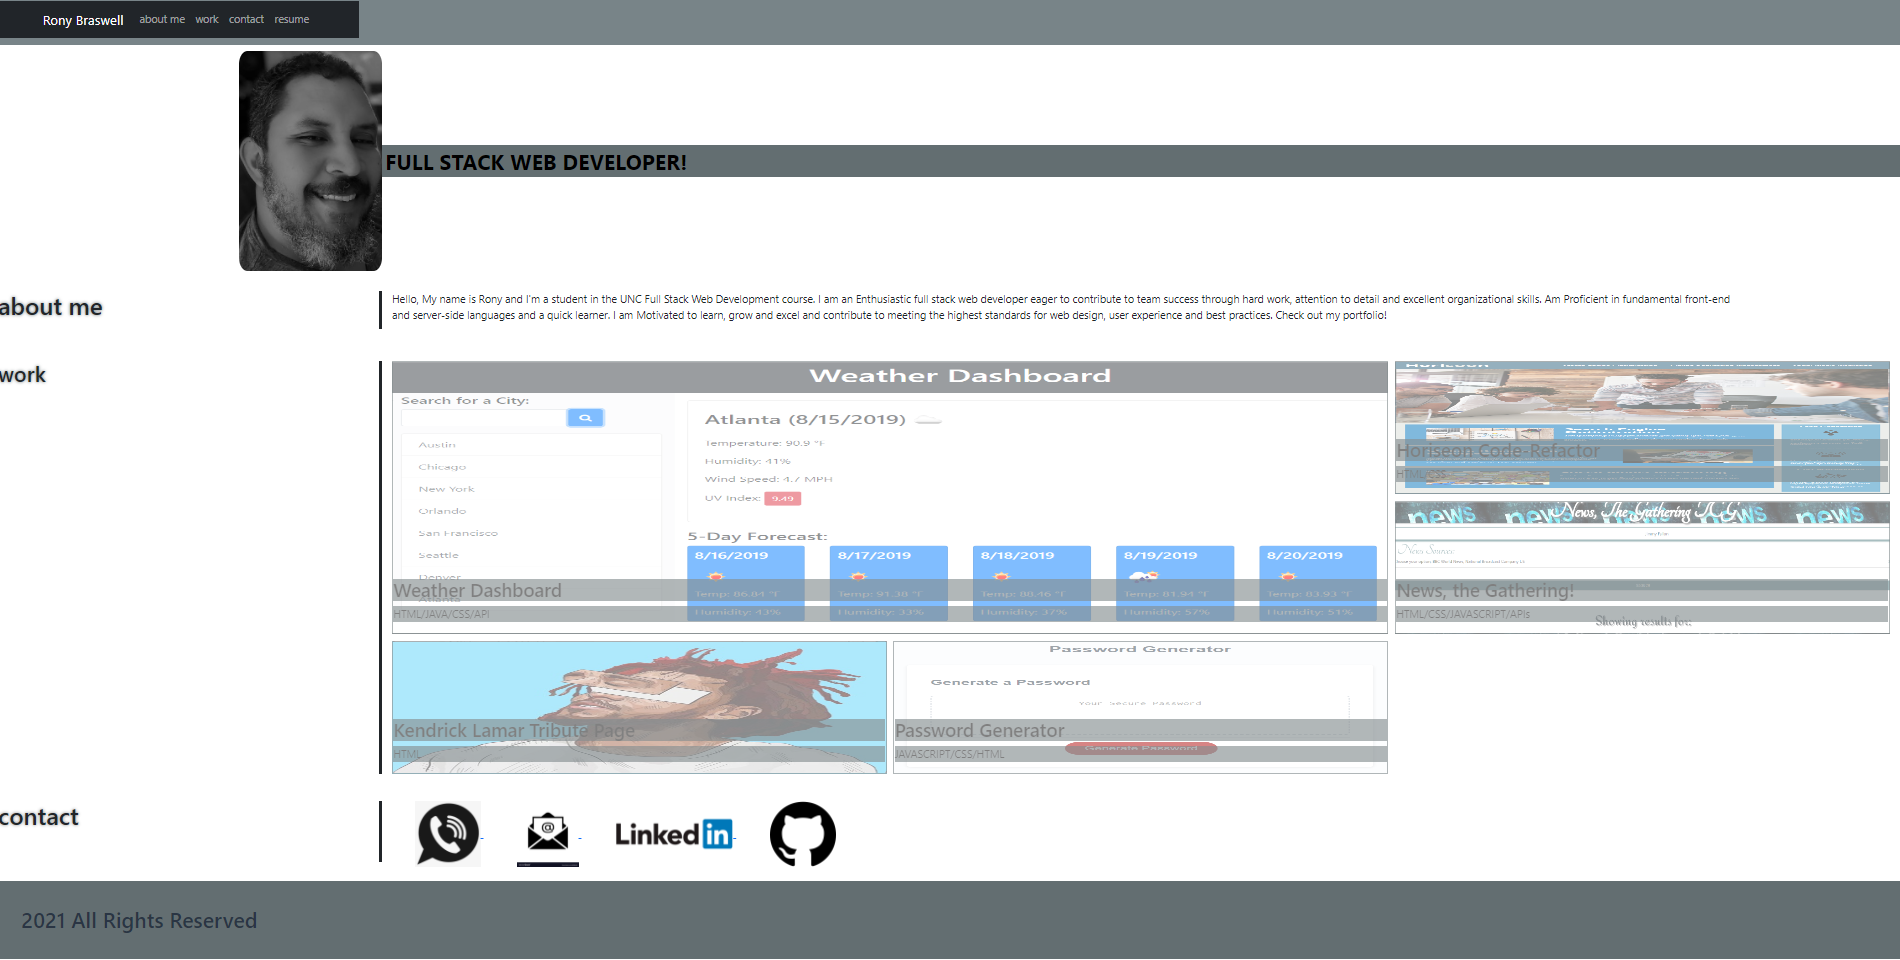 Rony Braswell about me work contact resume
FULL STACK WEB DEVELOPER!
about me
Hello, My name is Rony and I'm a student in the UNC Full Stack Web Development course. I am an Enthusiastic full stack web developer eager to contribute to team success through hard work, attention to detail and excellent organizational skills. Am Proficient in fundamental front-end
and server-side languages and a quick learner. I am Motivated to learn, grow and excel and contribute to meeting the highest standards for web design, user experience and best practices. Check out my portfolio!
work
Weather Dashboard
Search for a City:
Austin
Chicago
New York
Orlando
San Francisco
Seattle
Denver
Atlanta (8/15/2019)
Temperature: 90.9 °F
Humidity: 41%
Wind Speed: 4.7 MPH
UV Index: 9.49
5-Day Forecast:
8/16/2019 8/17/2019 8/18/2019 8/19/2019 8/20/2019
Temp: 86.84 °F Temp: 91.38 °F Temp: 88.46 °F Temp: 81.94 °F Temp: 83.93 °F
Humidity: 43% Humidity: 33% Humidity: 37% Humidity: 57% Humidity: 51%
Weather Dashboard
HTML/JAVA/CSS/API
Horiseon
Horiseon Code-Refactor
HTML/CSS
news news news news
News, The Gathering TCG
News Sources
News, the Gathering!
HTML/CSS/JAVASCRIPT/APIs
Showing results for:
Kendrick Lamar Tribute Page
HTML
Password Generator
Generate a Password
Your Secure Password
Generate Password
Password Generator
JAVASCRIPT/CSS/HTML
contact
@
Linked in
2021 All Rights Reserved